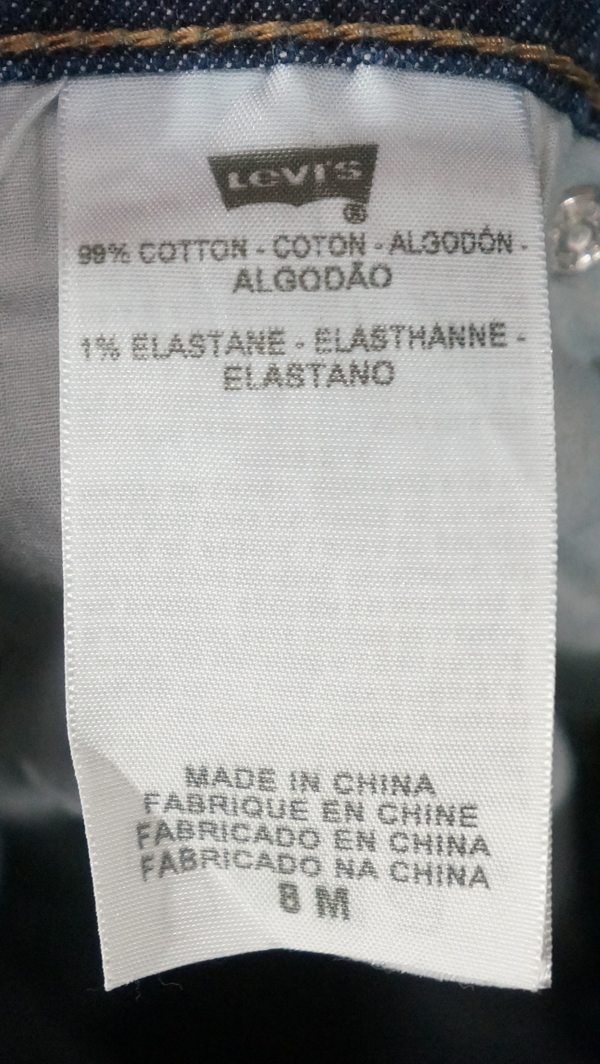 Levi's
®
99% COTTON - COTON - ALGODÓN -
ALGODÃO
1% ELASTANE - ELASTHANNE -
ELASTANO
MADE IN CHINA
FABRIQUE EN CHINE
FABRICADO EN CHINA
FABRICADO NA CHINA
8 M